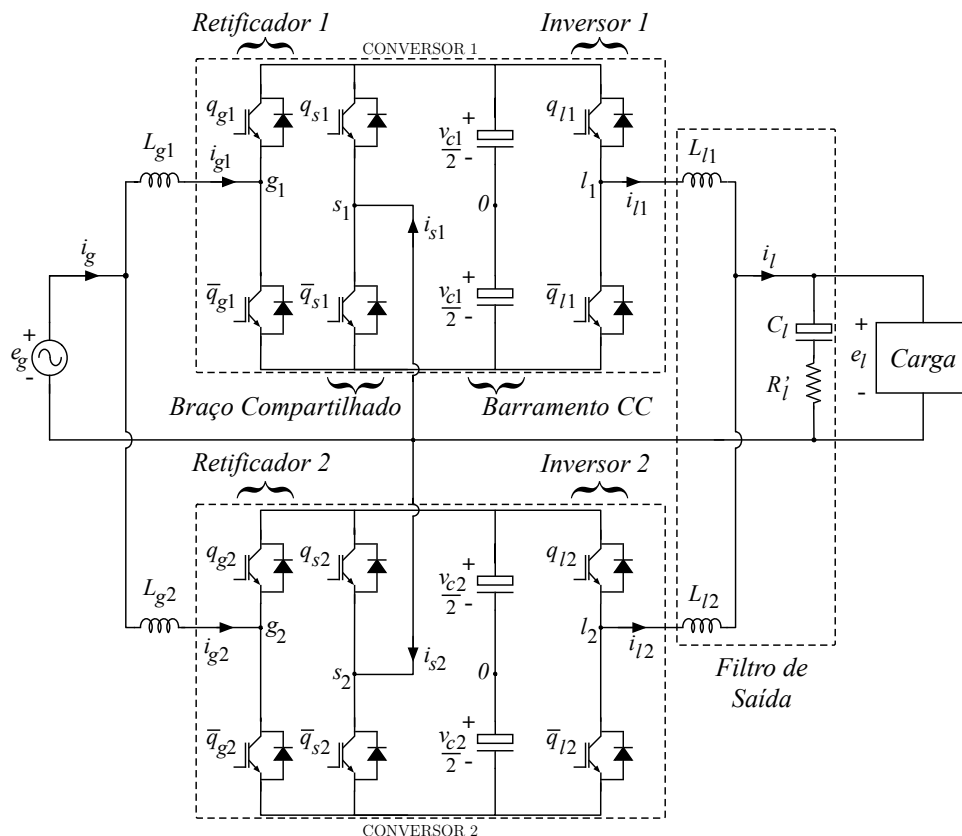 Retificador 1
Inversor 1
CONVERSOR 1
q_g1
q_s1
v_c1/2
+
-
q_l1
L_g1
i_g1
g_1
s_1
i_s1
0
l_1
i_l1
L_l1
i_g
i_l
q̅_g1
q̅_s1
v_c1/2
+
-
q̅_l1
e_g
+
-
C_l
R'_l
+
e_l
-
Carga
Braço Compartilhado
Barramento CC
Retificador 2
Inversor 2
q_g2
q_s2
v_c2/2
+
-
q_l2
L_g2
i_g2
g_2
s_2
i_s2
0
l_2
i_l2
L_l2
Filtro de
Saída
q̅_g2
q̅_s2
v_c2/2
+
-
q̅_l2
CONVERSOR 2